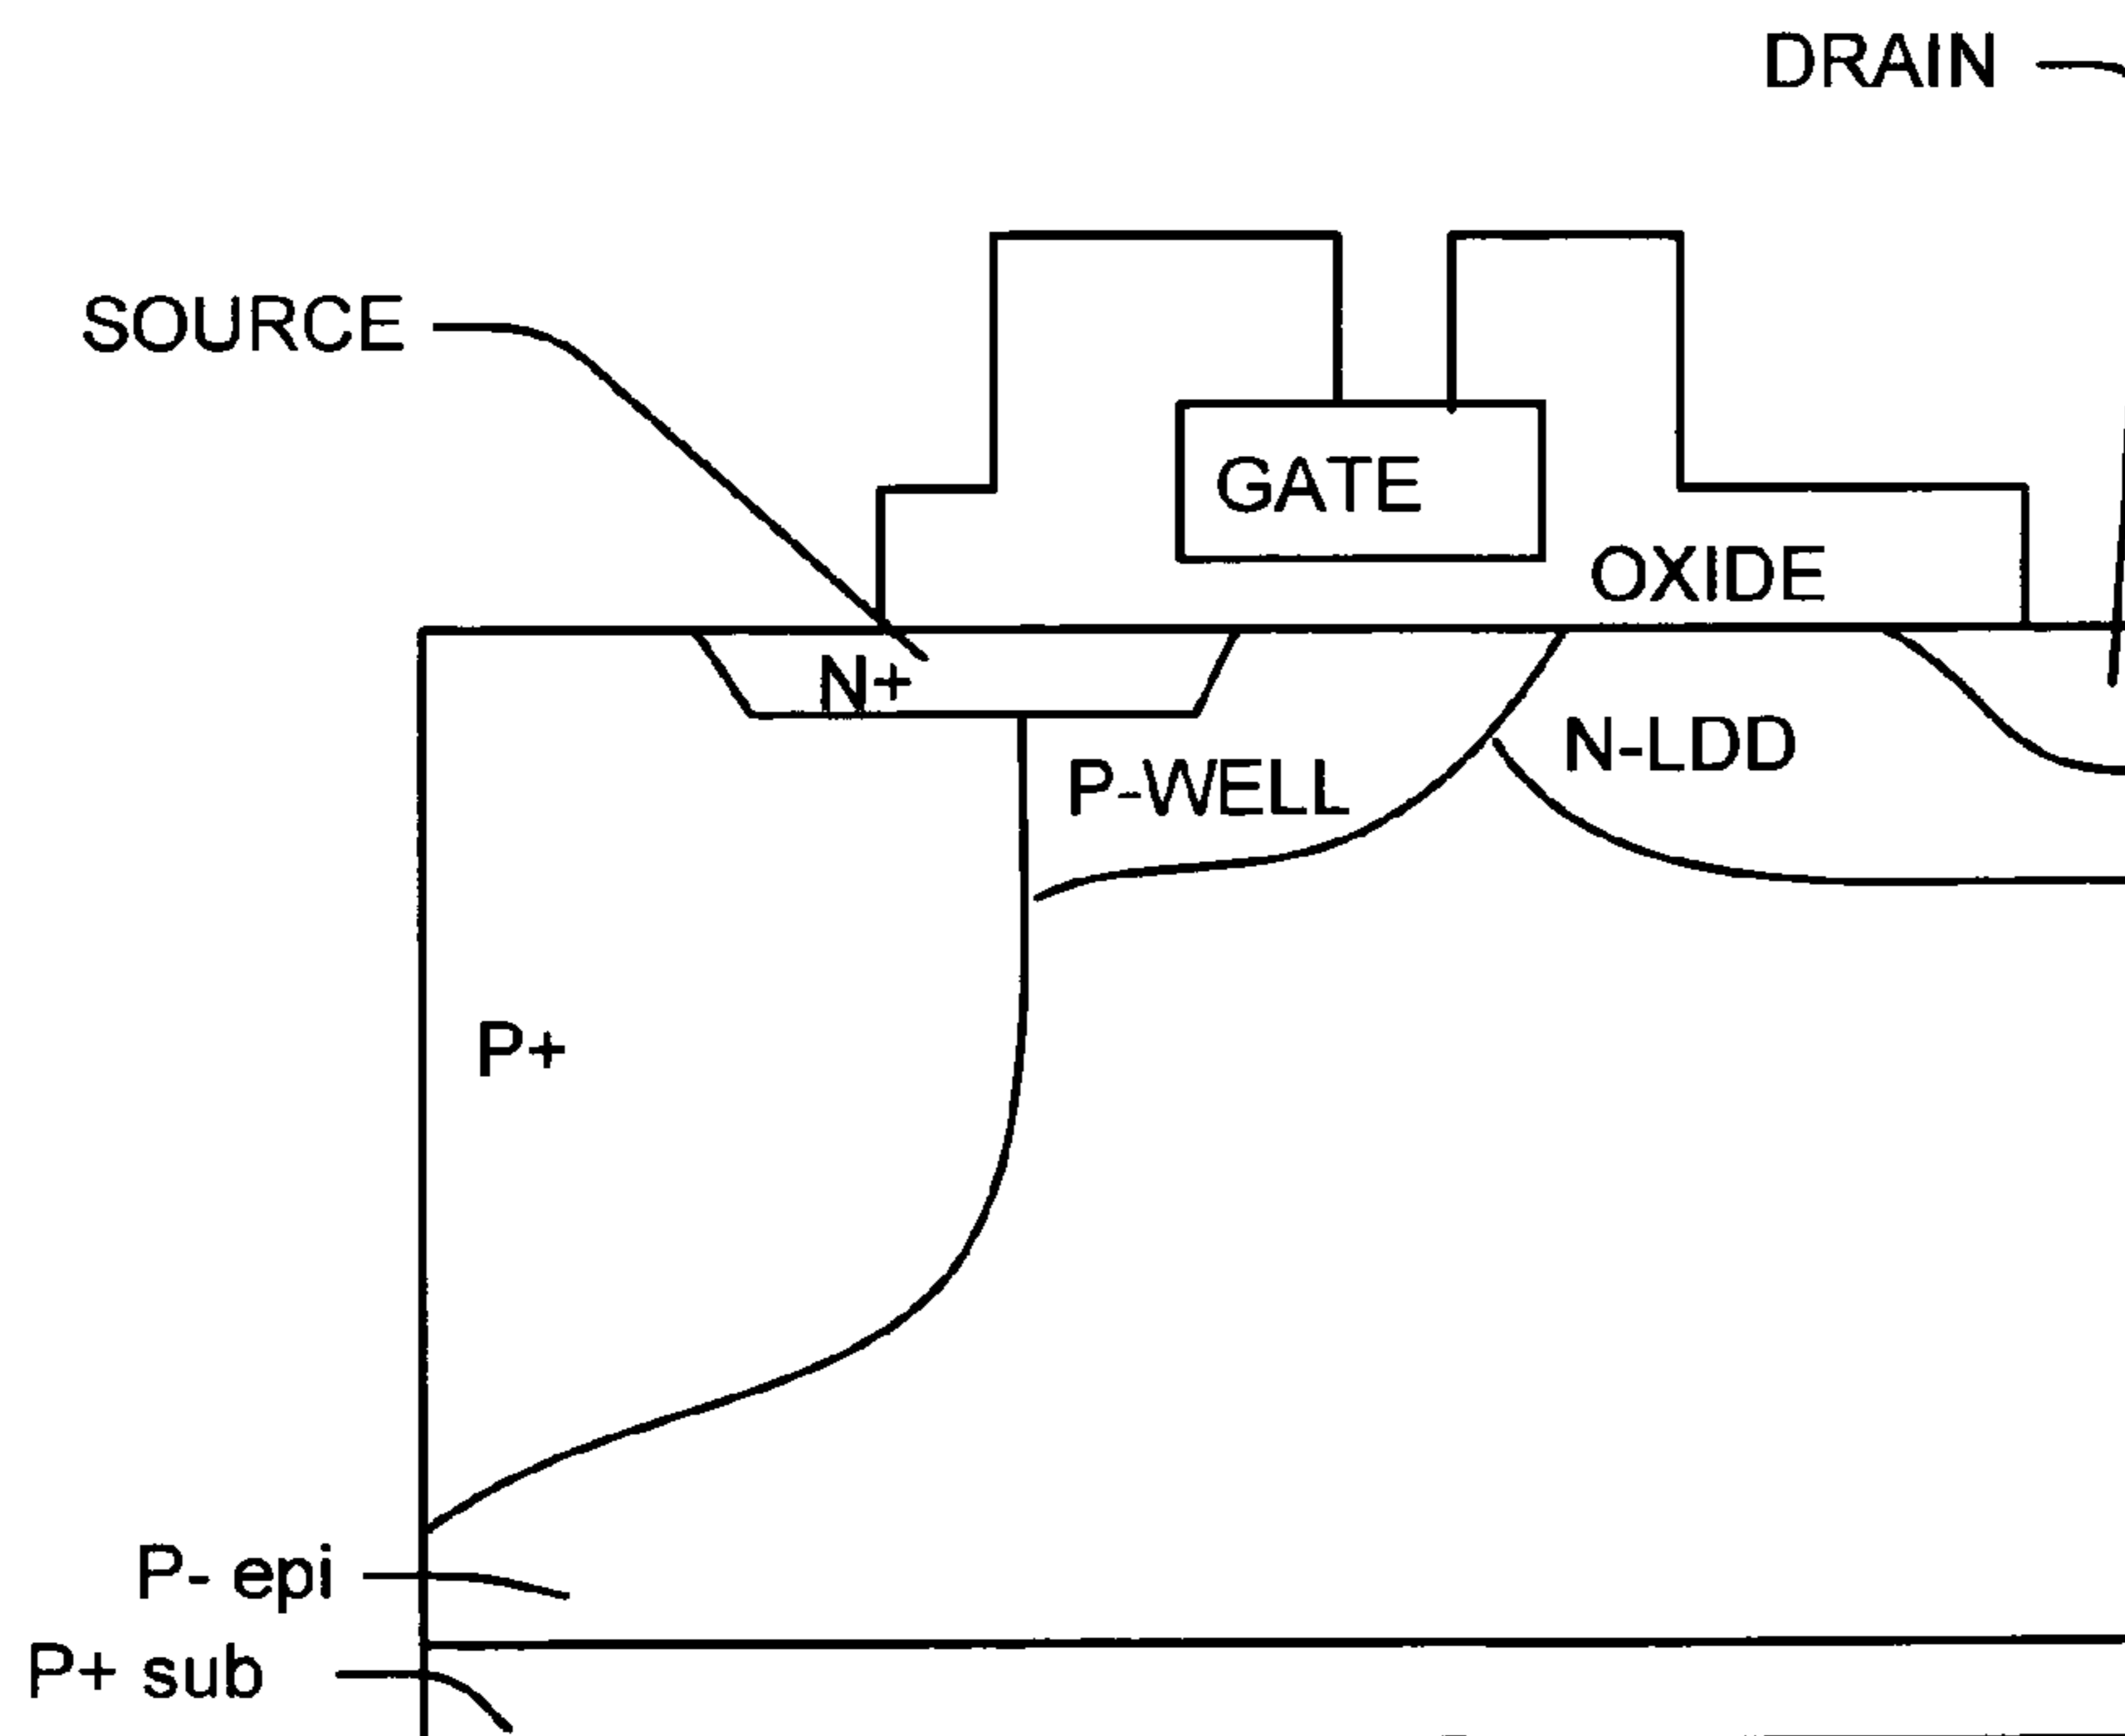 DRAIN
SOURCE
GATE
OXIDE
N+
N-LDD
P-WELL
P+
P- epi
P+ sub